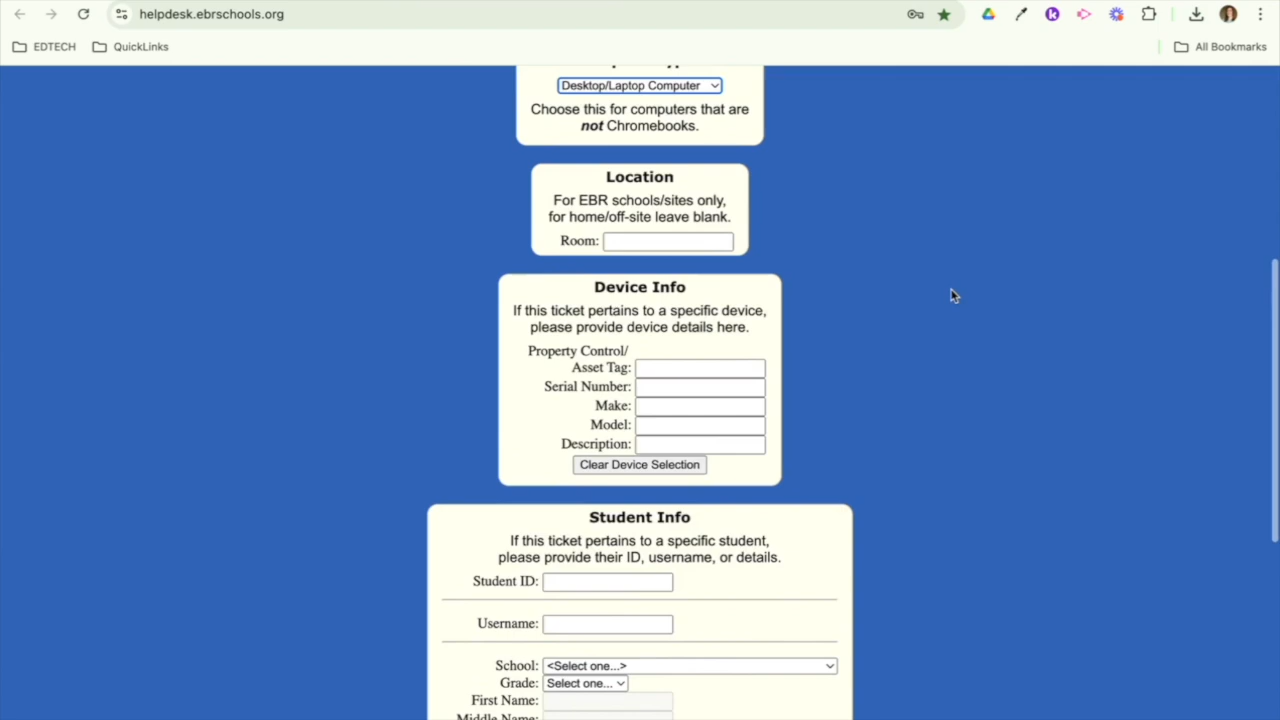 helpdesk.ebrschools.org
EDTECH
QuickLinks
All Bookmarks
Desktop/Laptop Computer
Choose this for computers that are
not Chromebooks.
Location
For EBR schools/sites only,
for home/off-site leave blank.
Room:
Device Info
If this ticket pertains to a specific device,
please provide device details here.
Property Control/
Asset Tag:
Serial Number:
Make:
Model:
Description:
Clear Device Selection
Student Info
If this ticket pertains to a specific student,
please provide their ID, username, or details.
Student ID:
Username:
School: <Select one...>
Grade: Select one...
First Name:
Middle Name: